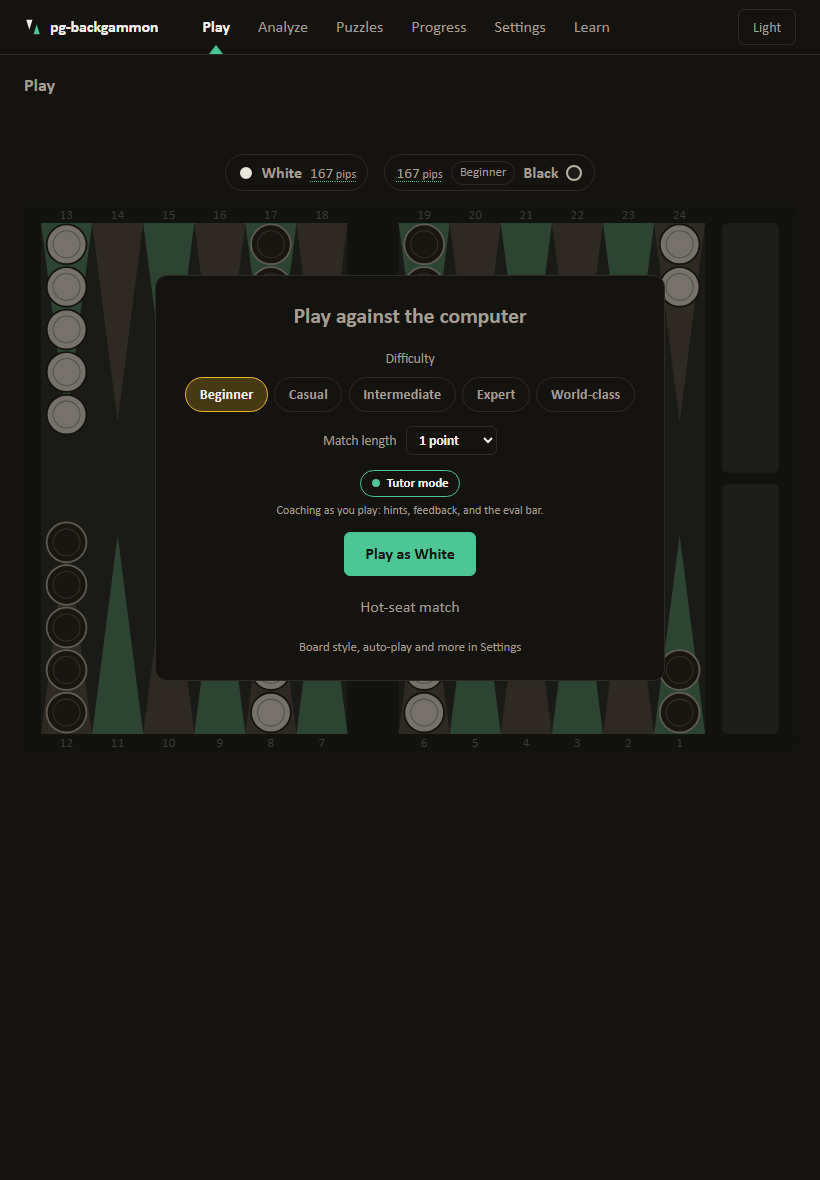 pg-backgammon Play Analyze Puzzles Progress Settings Learn Light
Play
White 167 pips 167 pips Beginner Black
13 14 15 16 17 18 19 20 21 22 23 24
Play against the computer
Difficulty
Beginner Casual Intermediate Expert World-class
Match length 1 point
Tutor mode
Coaching as you play: hints, feedback, and the eval bar.
Play as White
Hot-seat match
Board style, auto-play and more in Settings
12 11 10 9 8 7 6 5 4 3 2 1